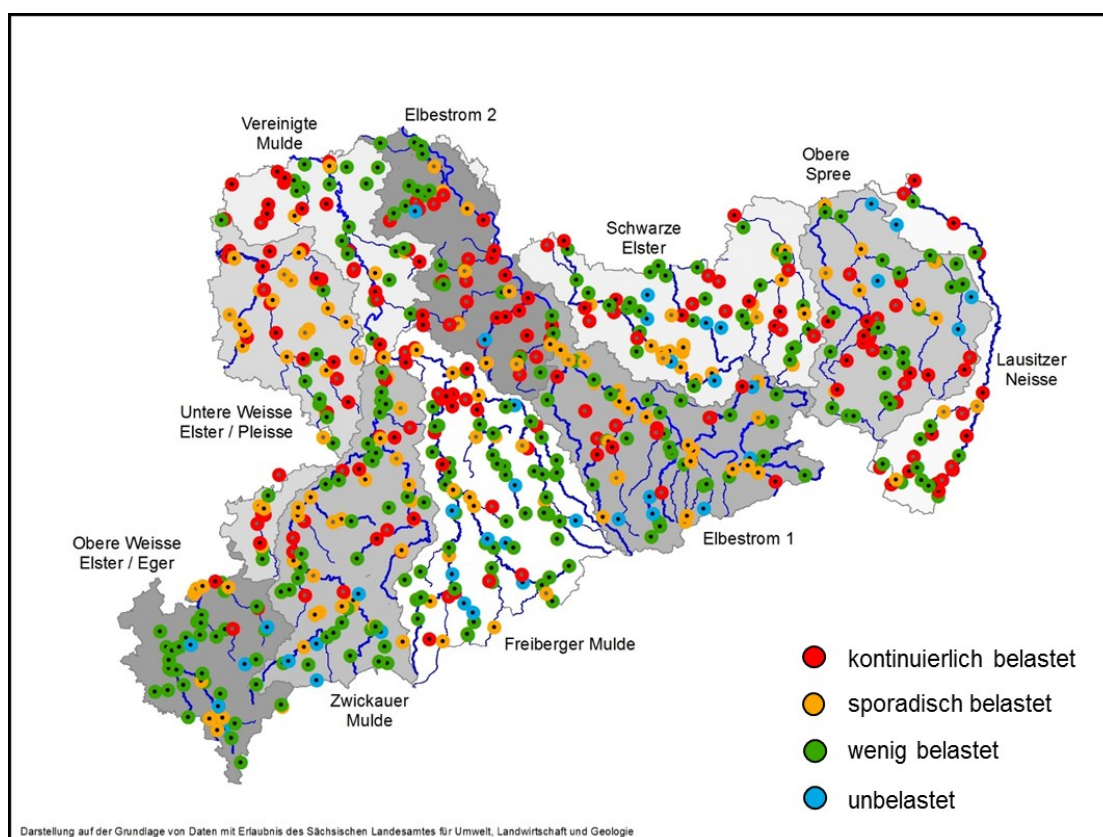 Elbestrom 2
Vereinigte
Mulde
Obere
Spree
Schwarze
Elster
Lausitzer
Neisse
Untere Weisse
Elster / Pleisse
Elbestrom 1
Obere Weisse
Elster / Eger
Freiberger Mulde
Zwickauer
Mulde
kontinuierlich belastet
sporadisch belastet
wenig belastet
unbelastet
Darstellung auf der Grundlage von Daten mit Erlaubnis des Sächsischen Landesamtes für Umwelt, Landwirtschaft und Geologie